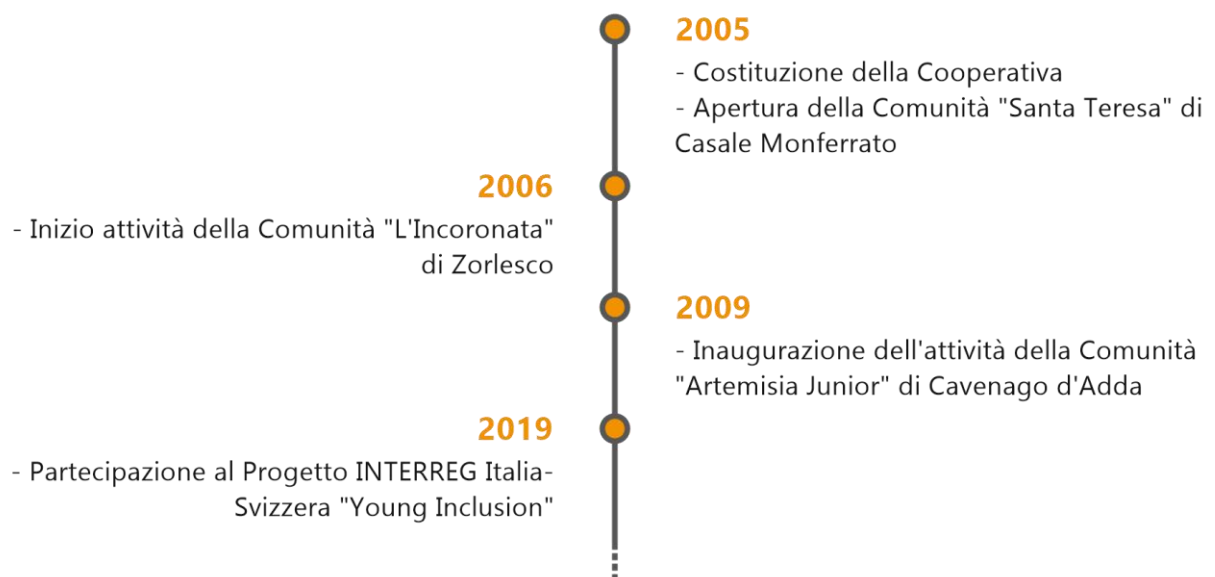 2005
- Costituzione della Cooperativa
- Apertura della Comunità "Santa Teresa" di
Casale Monferrato
2006
- Inizio attività della Comunità "L'Incoronata"
di Zorlesco
2009
- Inaugurazione dell'attività della Comunità
"Artemisia Junior" di Cavenago d'Adda
2019
- Partecipazione al Progetto INTERREG Italia-
Svizzera "Young Inclusion"